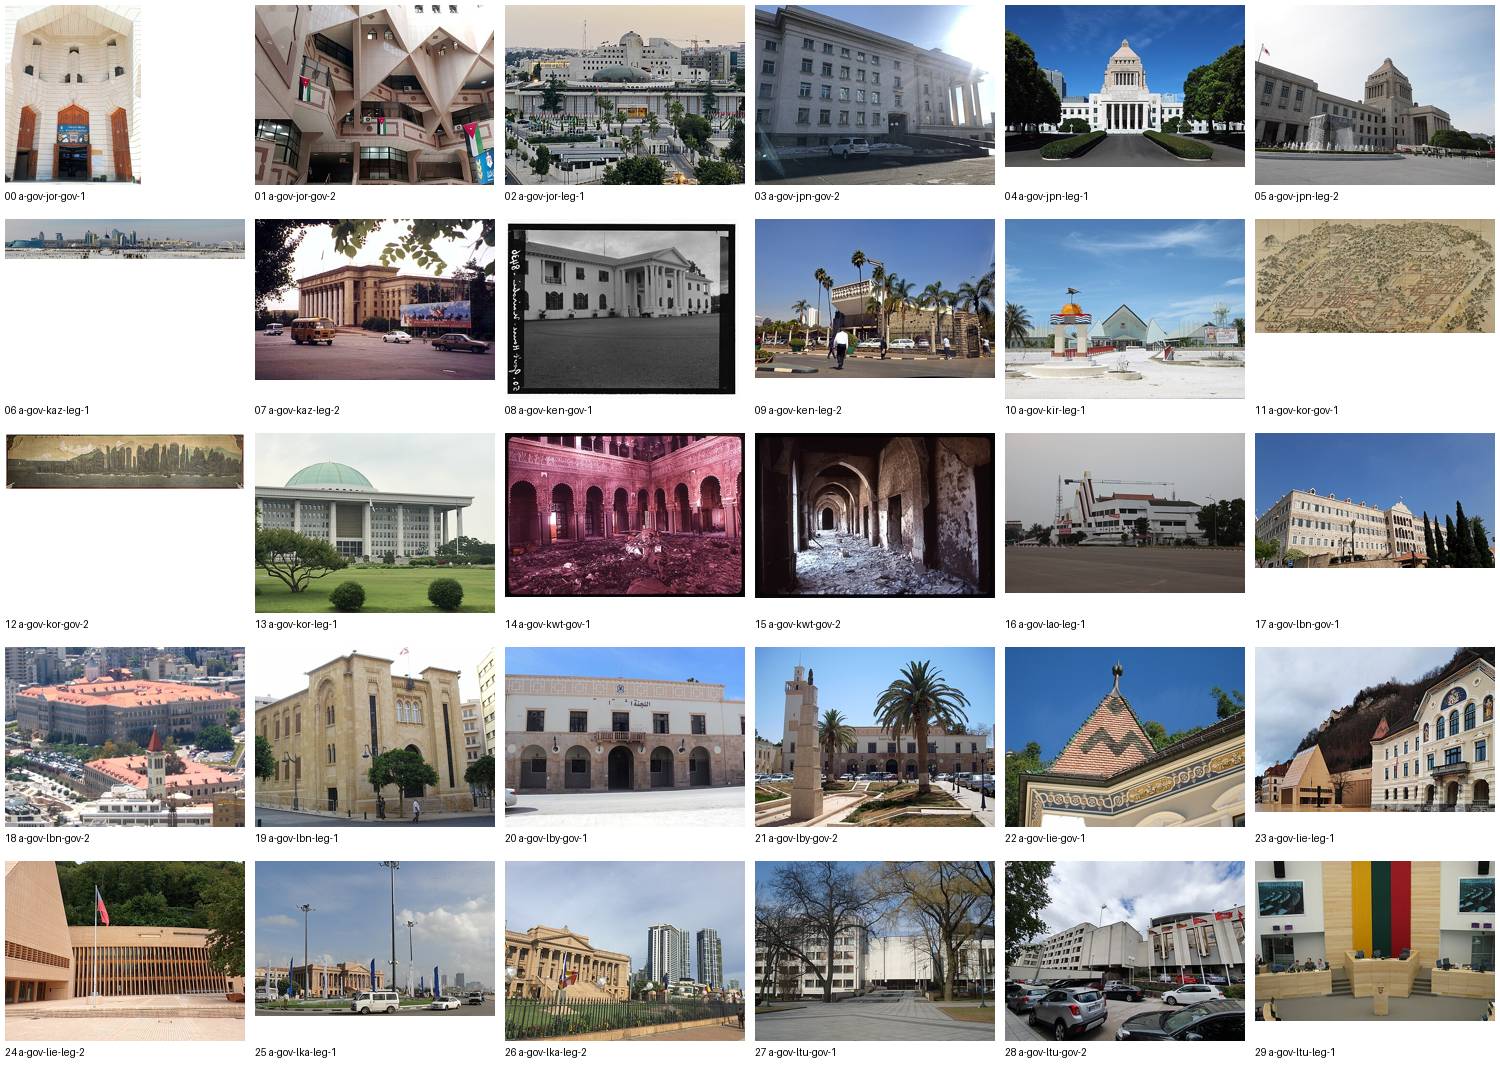 00 a-gov-jor-gov-1
01 a-gov-jor-gov-2
02 a-gov-jor-leg-1
03 a-gov-jpn-gov-2
04 a-gov-jpn-leg-1
05 a-gov-jpn-leg-2
06 a-gov-kaz-leg-1
07 a-gov-kaz-leg-2
08 a-gov-ken-gov-1
09 a-gov-ken-leg-2
10 a-gov-kir-leg-1
11 a-gov-kor-gov-1
12 a-gov-kor-gov-2
13 a-gov-kor-leg-1
14 a-gov-kwt-gov-1
15 a-gov-kwt-gov-2
16 a-gov-lao-leg-1
17 a-gov-lbn-gov-1
18 a-gov-lbn-gov-2
19 a-gov-lbn-leg-1
20 a-gov-lby-gov-1
21 a-gov-lby-gov-2
22 a-gov-lie-gov-1
23 a-gov-lie-leg-1
24 a-gov-lie-leg-2
25 a-gov-lka-leg-1
26 a-gov-lka-leg-2
27 a-gov-ltu-gov-1
28 a-gov-ltu-gov-2
29 a-gov-ltu-leg-1